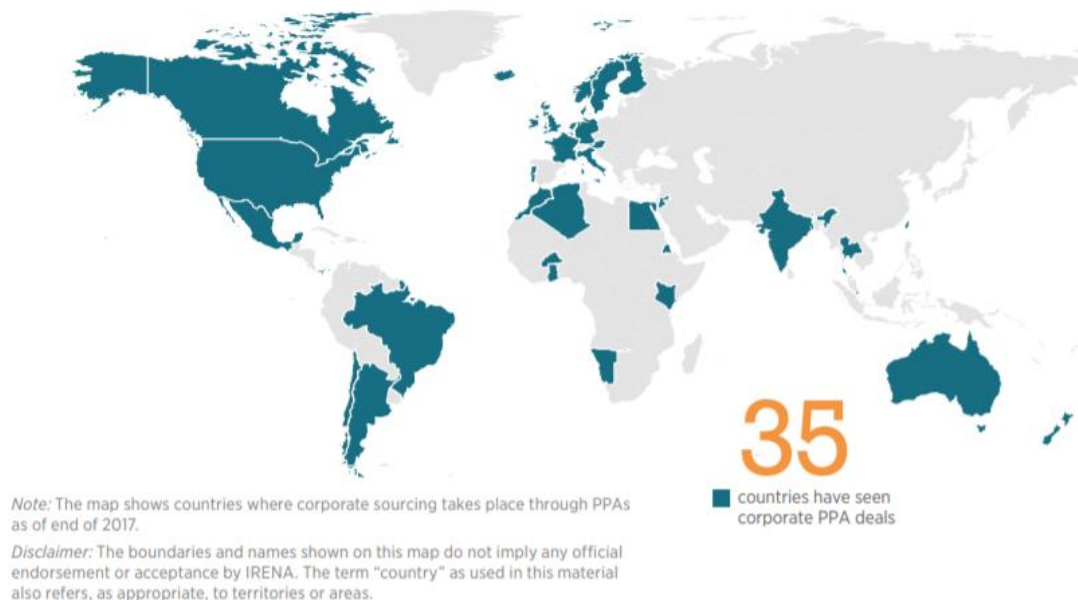 35
countries have seen
corporate PPA deals
Note: The map shows countries where corporate sourcing takes place through PPAs
as of end of 2017.
Disclaimer: The boundaries and names shown on this map do not imply any official
endorsement or acceptance by IRENA. The term “country” as used in this material
also refers, as appropriate, to territories or areas.